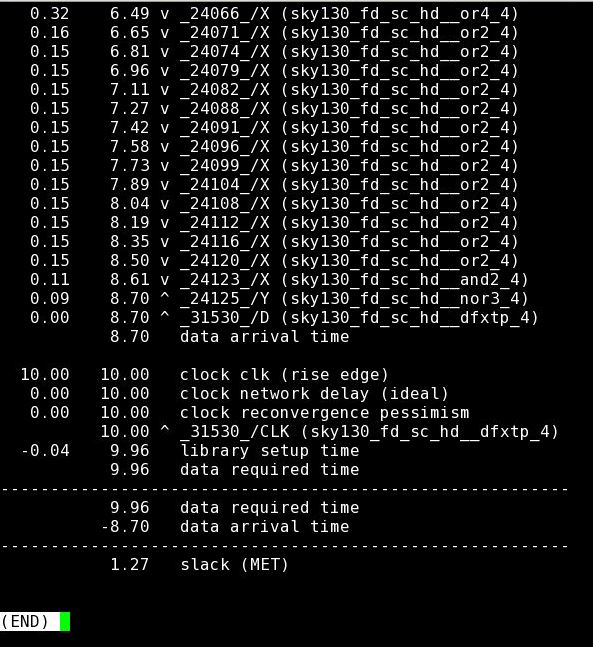 0.32    6.49 v _24066_/X (sky130_fd_sc_hd__or4_4)
0.16    6.65 v _24071_/X (sky130_fd_sc_hd__or2_4)
0.15    6.81 v _24074_/X (sky130_fd_sc_hd__or2_4)
0.15    6.96 v _24079_/X (sky130_fd_sc_hd__or2_4)
0.15    7.11 v _24082_/X (sky130_fd_sc_hd__or2_4)
0.15    7.27 v _24088_/X (sky130_fd_sc_hd__or2_4)
0.15    7.42 v _24091_/X (sky130_fd_sc_hd__or2_4)
0.15    7.58 v _24096_/X (sky130_fd_sc_hd__or2_4)
0.15    7.73 v _24099_/X (sky130_fd_sc_hd__or2_4)
0.15    7.89 v _24104_/X (sky130_fd_sc_hd__or2_4)
0.15    8.04 v _24108_/X (sky130_fd_sc_hd__or2_4)
0.15    8.19 v _24112_/X (sky130_fd_sc_hd__or2_4)
0.15    8.35 v _24116_/X (sky130_fd_sc_hd__or2_4)
0.15    8.50 v _24120_/X (sky130_fd_sc_hd__or2_4)
0.11    8.61 v _24123_/X (sky130_fd_sc_hd__and2_4)
0.09    8.70 ^ _24125_/Y (sky130_fd_sc_hd__nor3_4)
0.00    8.70 ^ _31530_/D (sky130_fd_sc_hd__dfxtp_4)
8.70   data arrival time
10.00   10.00   clock clk (rise edge)
0.00   10.00   clock network delay (ideal)
0.00   10.00   clock reconvergence pessimism
10.00 ^ _31530_/CLK (sky130_fd_sc_hd__dfxtp_4)
-0.04    9.96   library setup time
9.96   data required time
---------------------------------------------------------
9.96   data required time
-8.70   data arrival time
---------------------------------------------------------
1.27   slack (MET)
(END)